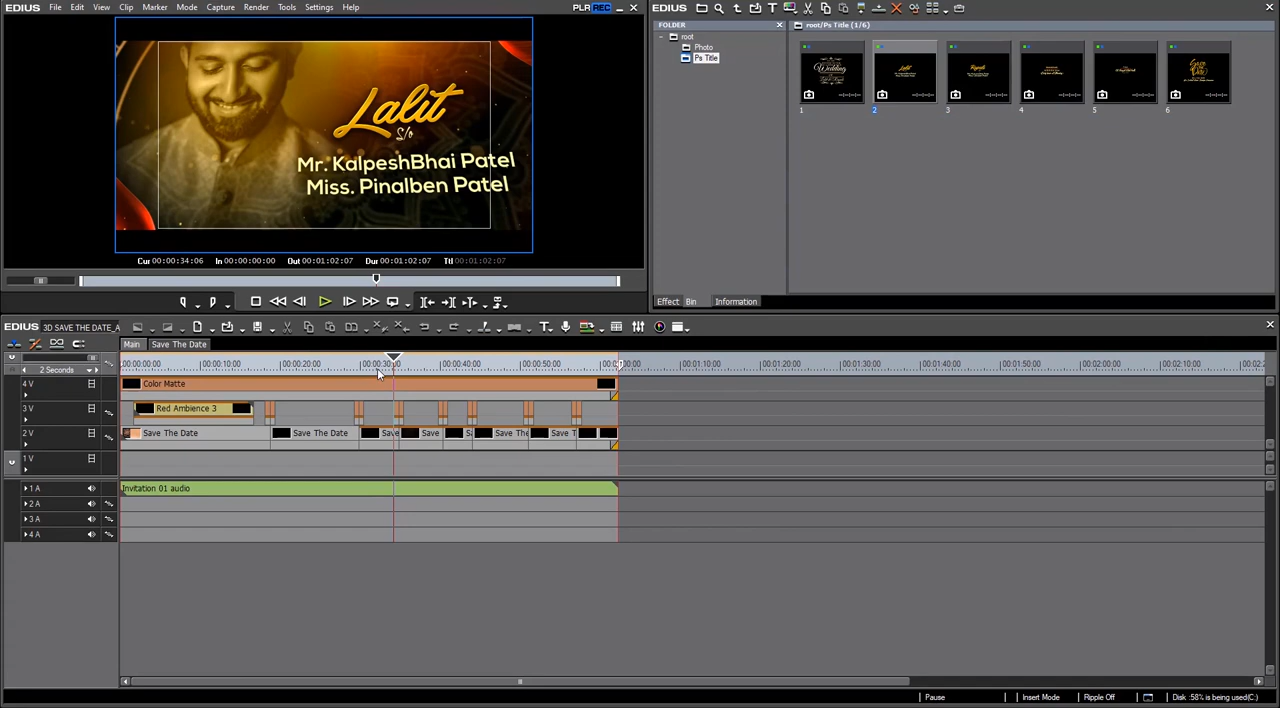 EDIUS File Edit View Clip Marker Mode Capture Render Tools Settings Help PLR REC
Lalit
S/o
Mr. KalpeshBhai Patel
Miss. Pinalben Patel
Cur 00:00:34:06 In 00:00:00:00 Out 00:01:02:07 Dur 00:01:02:07 Ttl 00:01:02:07
EDIUS
FOLDER
root
Photo
Ps Title
root/Ps Title (1/6)
Wedding
Lalit
Save
Date
1 2 3 4 5 6
Effect Bin Information
EDIUS 3D SAVE THE DATE_A
Main Save The Date
2 Seconds
00:00:00:00 00:00:10:00 00:00:20:00 00:00:30:00 00:00:40:00 00:00:50:00 00:01:10:00 00:01:20:00 00:01:30:00 00:01:40:00 00:01:50:00 00:02:00:00 00:02:10:00
4 V Color Matte
3 V Red Ambience 3
2 V Save The Date Save The Date Save Save Save The Save T
1 V
1 A Invitation 01 audio
2 A
3 A
4 A
Pause Insert Mode Ripple Off Disk :58% is being used(C:)